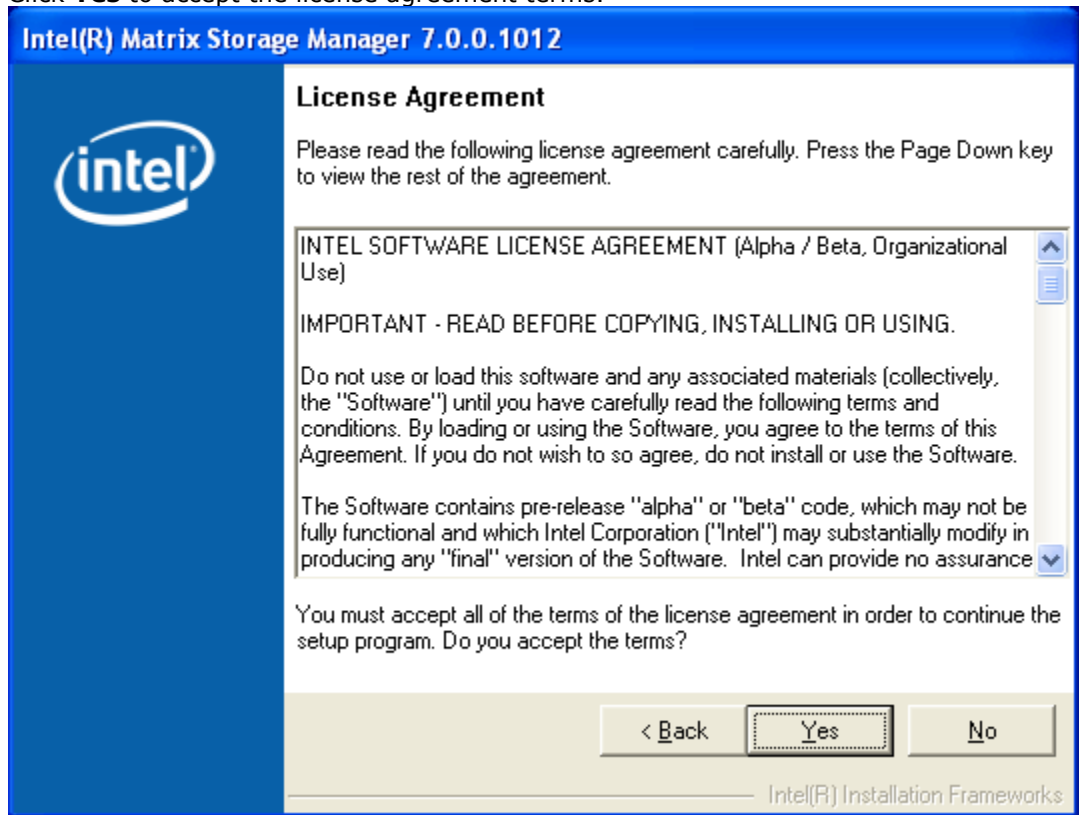 Click YES to accept the license agreement terms.
Intel(R) Matrix Storage Manager 7.0.0.1012
intel
License Agreement
Please read the following license agreement carefully. Press the Page Down key
to view the rest of the agreement.
INTEL SOFTWARE LICENSE AGREEMENT (Alpha / Beta, Organizational
Use)
IMPORTANT - READ BEFORE COPYING, INSTALLING OR USING.
Do not use or load this software and any associated materials (collectively,
the "Software") until you have carefully read the following terms and
conditions. By loading or using the Software, you agree to the terms of this
Agreement. If you do not wish to so agree, do not install or use the Software.
The Software contains pre-release "alpha" or "beta" code, which may not be
fully functional and which Intel Corporation ("Intel") may substantially modify in
producing any "final" version of the Software.  Intel can provide no assurance
You must accept all of the terms of the license agreement in order to continue the
setup program. Do you accept the terms?
< Back
Yes
No
Intel(R) Installation Frameworks